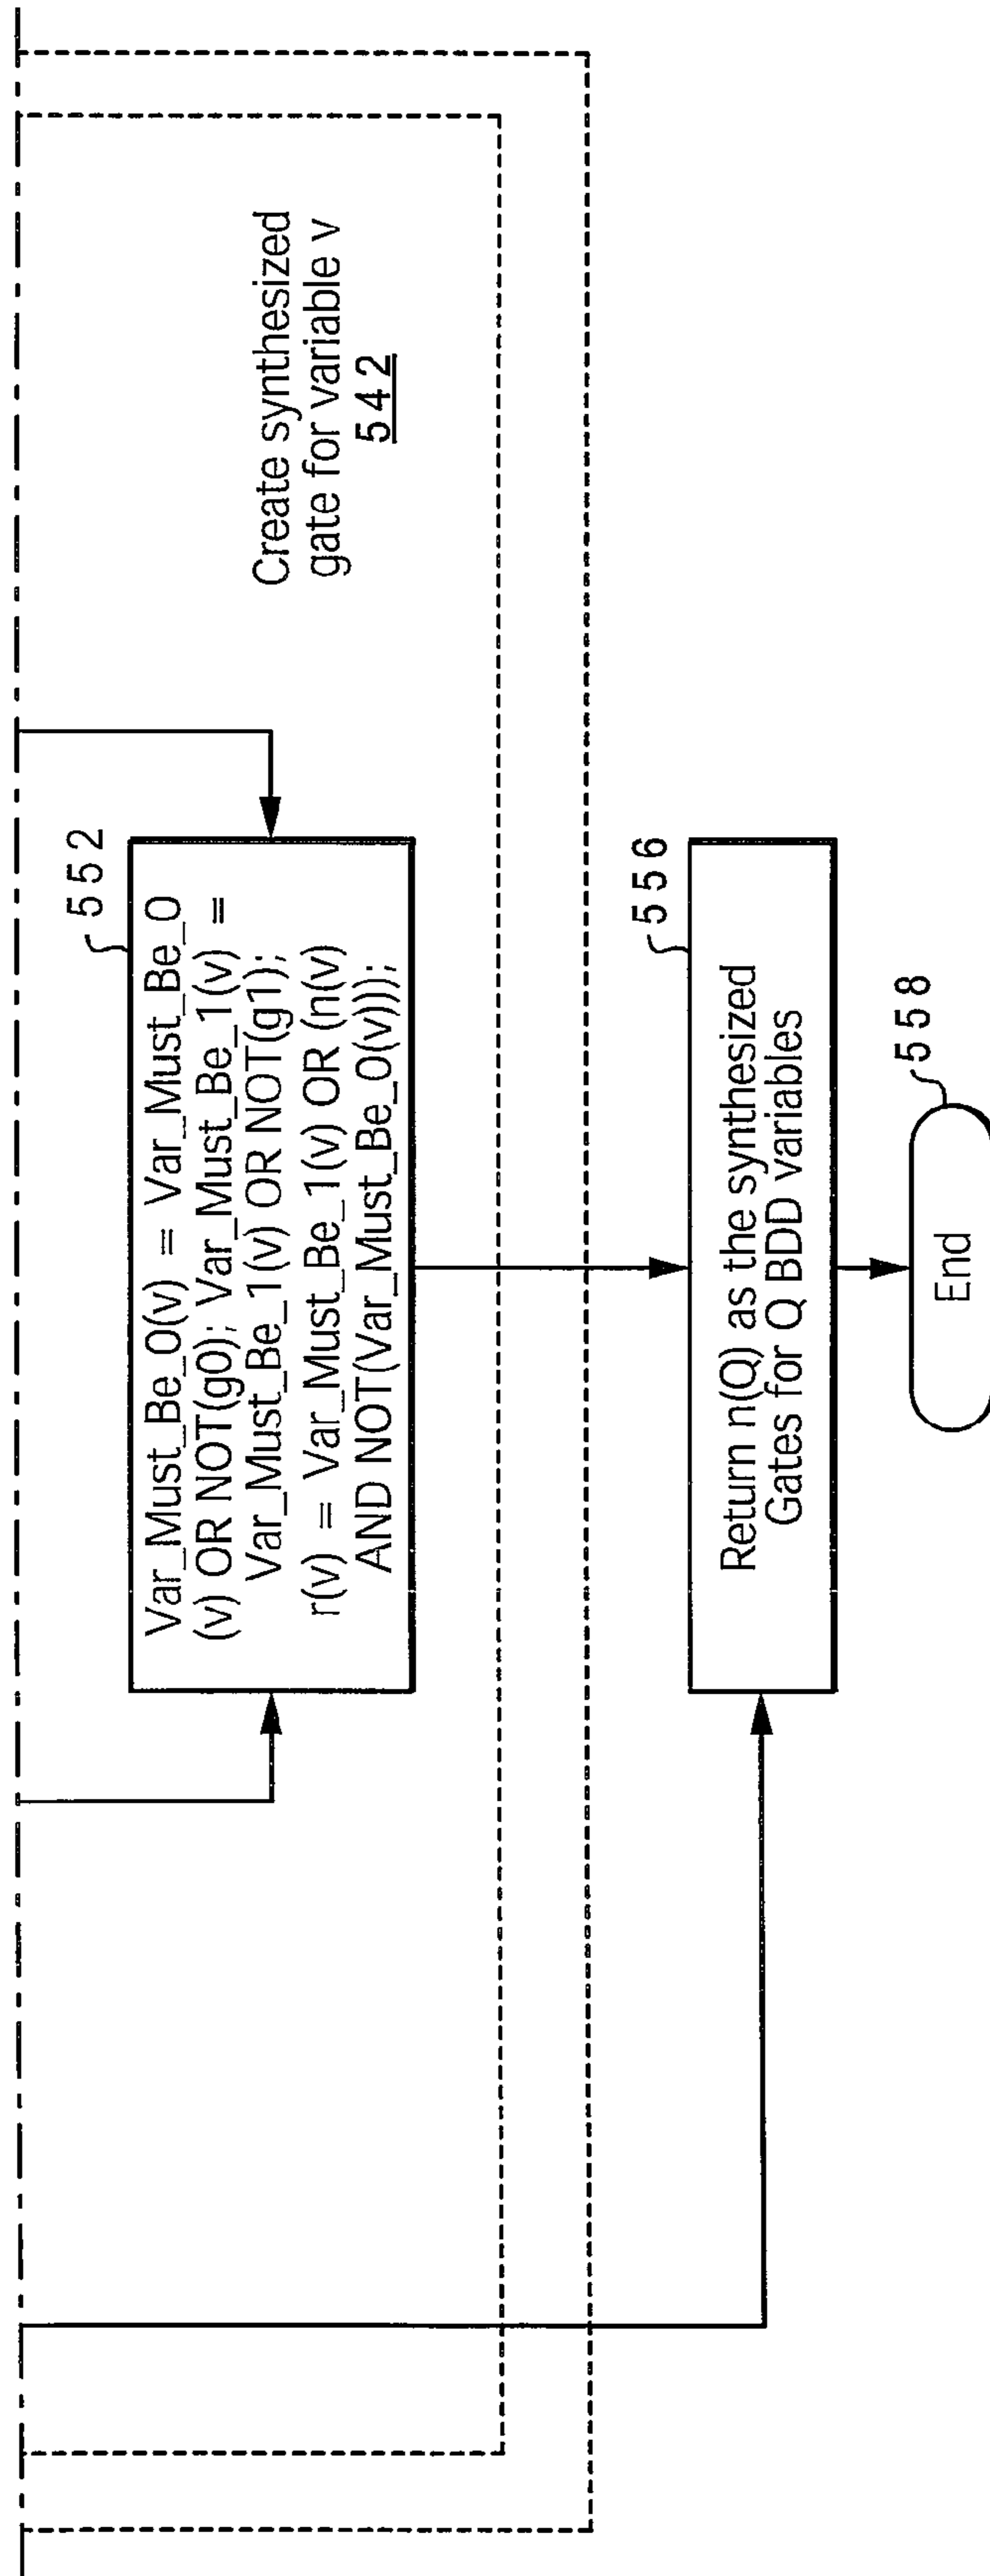 Create synthesized
gate for variable v
542
552
Var_Must_Be_0(v) = Var_Must_Be_0
(v) OR NOT(g0); Var_Must_Be_1(v) =
Var_Must_Be_1(v) OR NOT(g1);
r(v) = Var_Must_Be_1(v) OR (n(v)
AND NOT(Var_Must_Be_0(v))));
556
Return n(Q) as the synthesized
Gates for Q BDD variables
558
End